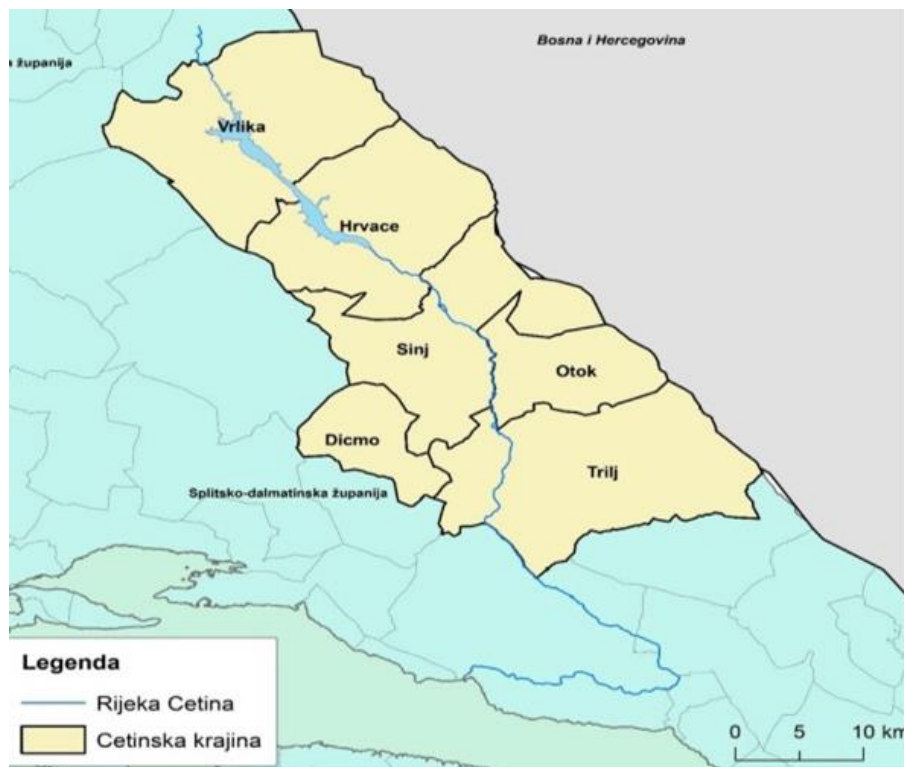 Bosna i Hercegovina
a županija
Vrlika
Hrvace
Sinj
Otok
Dicmo
Trilj
Splitsko-dalmatinska županija
Legenda
Rijeka Cetina
Cetinska krajina
0 5 10 km